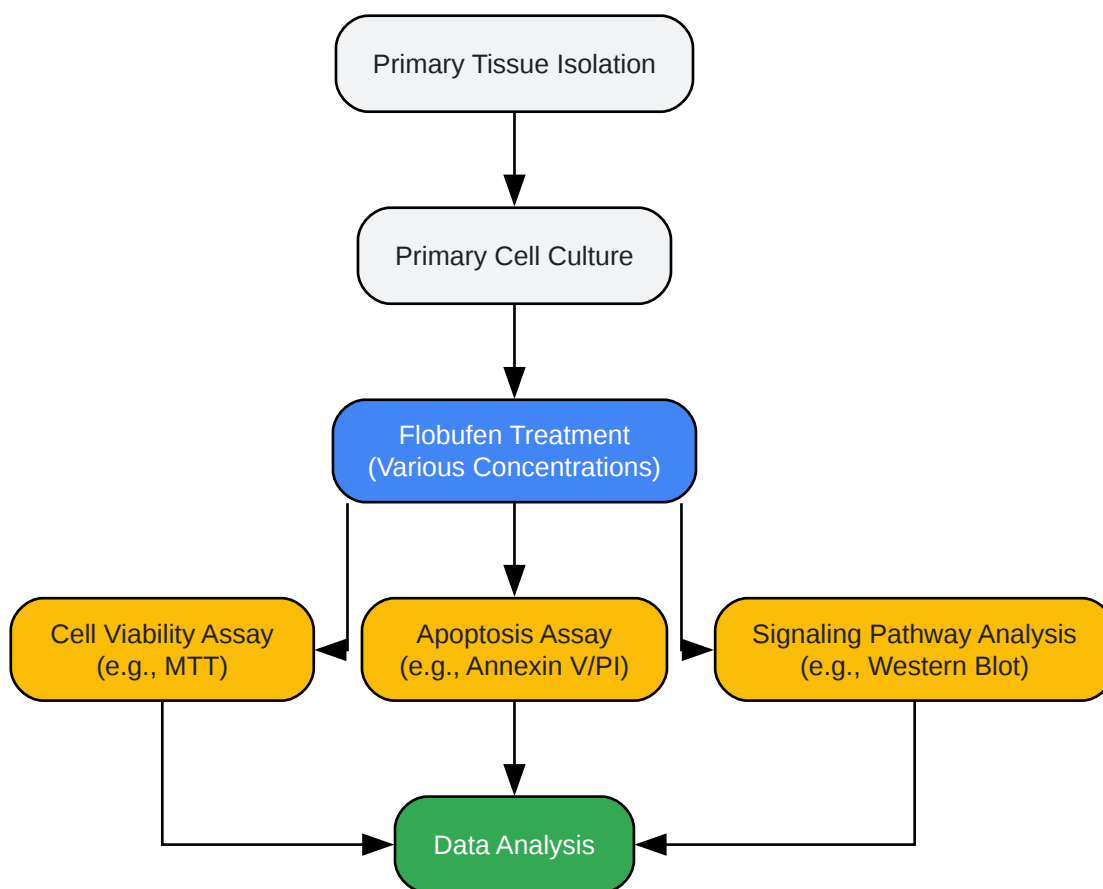 Primary Tissue Isolation
Primary Cell Culture
Flobufen Treatment
(Various Concentrations)
Cell Viability Assay
(e.g., MTT)
Apoptosis Assay
(e.g., Annexin V/PI)
Signaling Pathway Analysis
(e.g., Western Blot)
Data Analysis